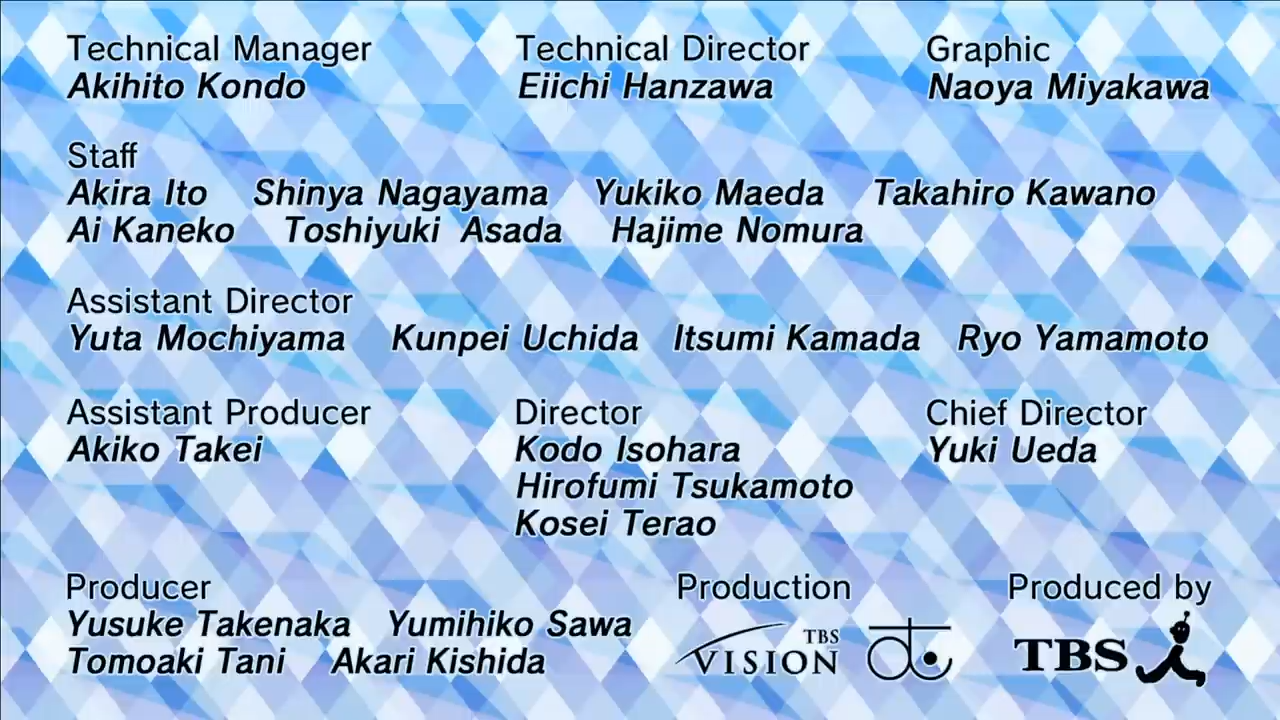 Technical Manager Technical Director Graphic
Akihito Kondo Eiichi Hanzawa Naoya Miyakawa
Staff
Akira Ito Shinya Nagayama Yukiko Maeda Takahiro Kawano
Ai Kaneko Toshiyuki Asada Hajime Nomura
Assistant Director
Yuta Mochiyama Kunpei Uchida Itsumi Kamada Ryo Yamamoto
Assistant Producer Director Chief Director
Akiko Takei Kodo Isohara Yuki Ueda
Hirofumi Tsukamoto
Kosei Terao
Producer Production Produced by
Yusuke Takenaka Yumihiko Sawa
Tomoaki Tani Akari Kishida
TBS
VISION
TBS